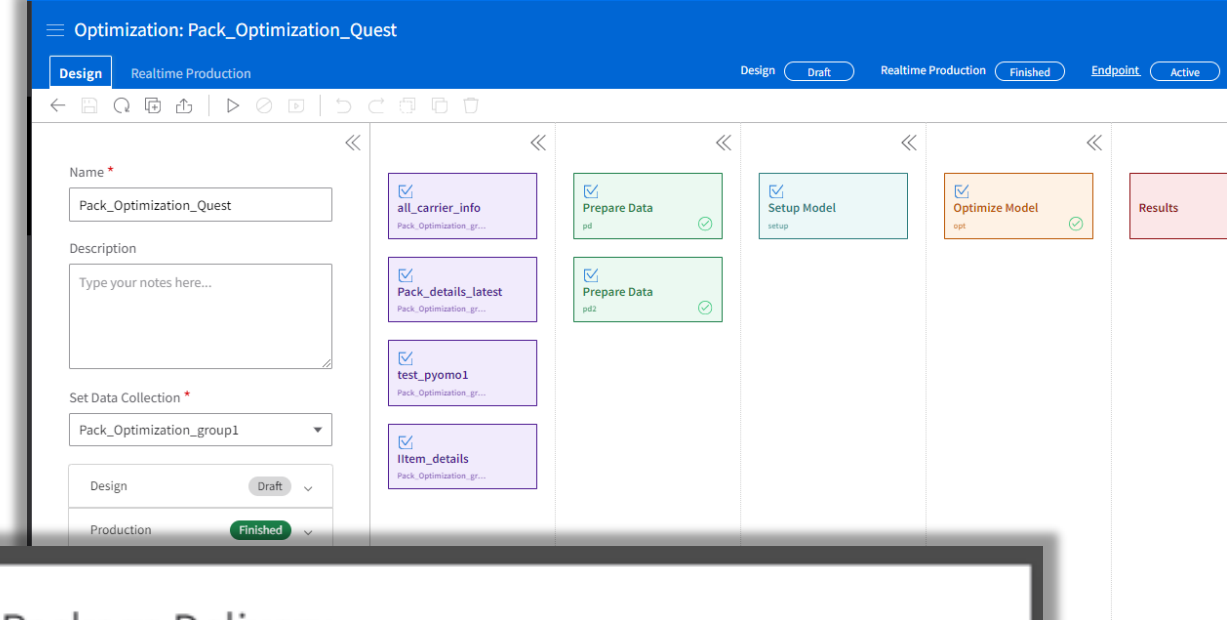 Optimization: Pack_Optimization_Quest
Design Realtime Production
Design Draft Realtime Production Finished Endpoint Active
Name *
Pack_Optimization_Quest
Description
Type your notes here...
Set Data Collection *
Pack_Optimization_group1
Design Draft
Production Finished
all_carrier_info
Pack_Optimization_gr...
Pack_details_latest
Pack_Optimization_gr...
test_pyomo1
Pack_Optimization_gr...
IItem_details
Pack_Optimization_gr...
Prepare Data
pd
Prepare Data
pd2
Setup Model
setup
Optimize Model
opt
Results